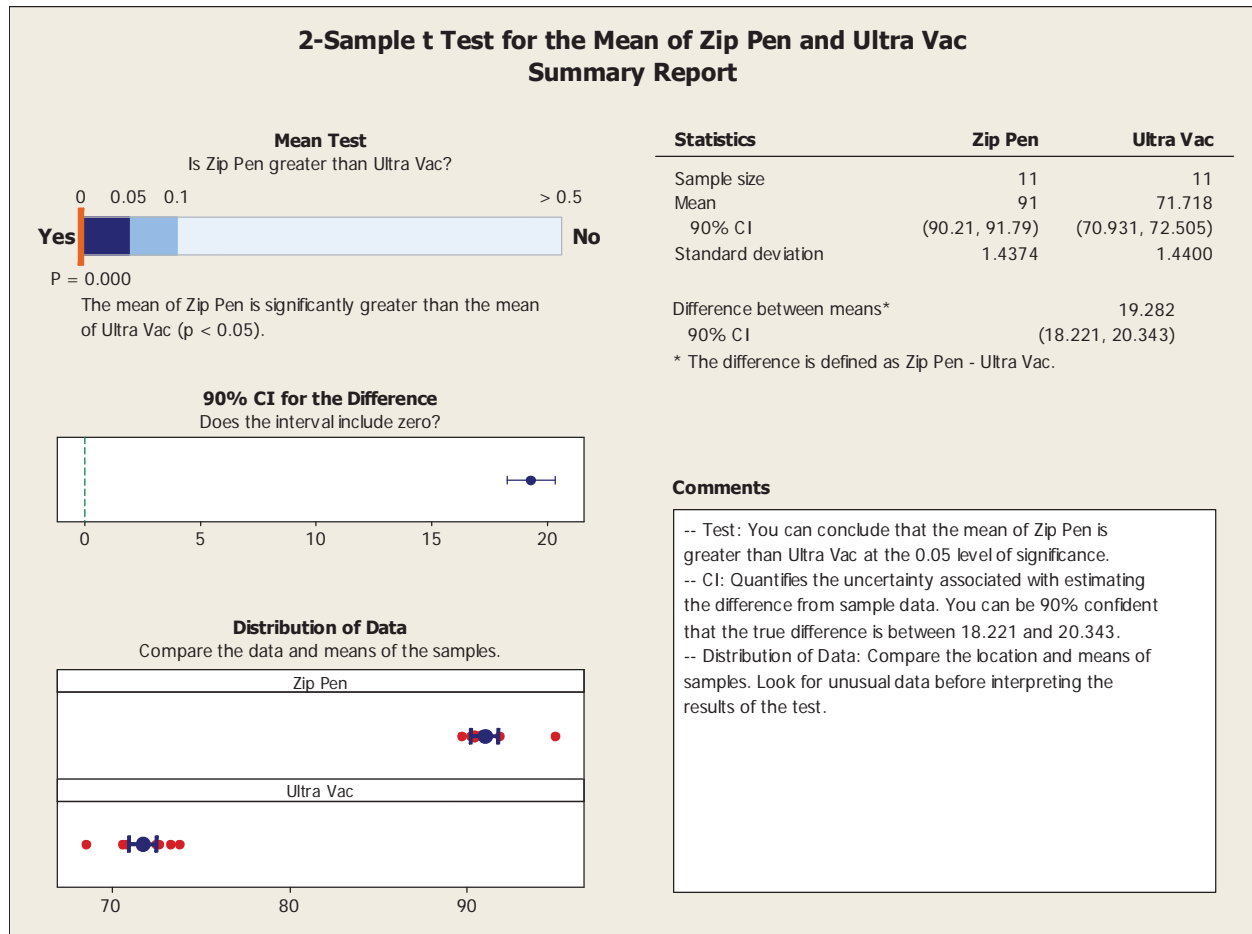 2-Sample t Test for the Mean of Zip Pen and Ultra Vac
Summary Report
Mean Test
Is Zip Pen greater than Ultra Vac?
0 0.05 0.1 > 0.5
Yes No
P = 0.000
The mean of Zip Pen is significantly greater than the mean
of Ultra Vac (p < 0.05).
90% CI for the Difference
Does the interval include zero?
0 5 10 15 20
Distribution of Data
Compare the data and means of the samples.
Zip Pen
Ultra Vac
70 80 90
Statistics Zip Pen Ultra Vac
Sample size 11 11
Mean 91 71.718
90% CI (90.21, 91.79) (70.931, 72.505)
Standard deviation 1.4374 1.4400
Difference between means* 19.282
90% CI (18.221, 20.343)
* The difference is defined as Zip Pen - Ultra Vac.
Comments
-- Test: You can conclude that the mean of Zip Pen is
greater than Ultra Vac at the 0.05 level of significance.
-- CI: Quantifies the uncertainty associated with estimating
the difference from sample data. You can be 90% confident
that the true difference is between 18.221 and 20.343.
-- Distribution of Data: Compare the location and means of
samples. Look for unusual data before interpreting the
results of the test.